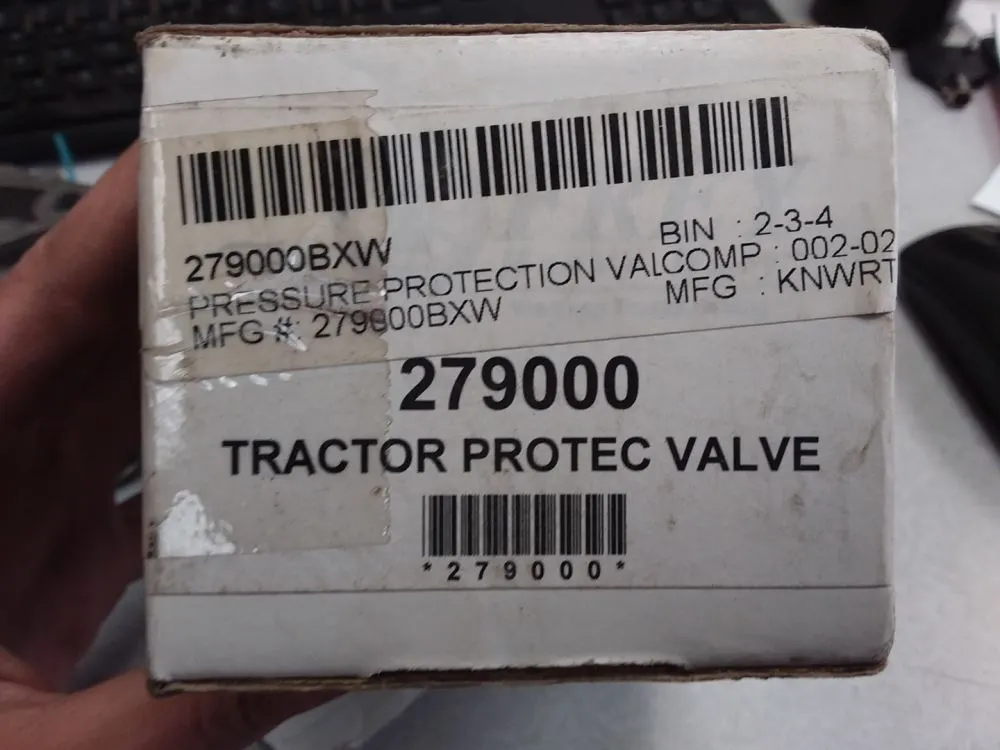 279000BXW
BIN : 2-3-4
PRESSURE PROTECTION VALCOMP : 002-02
MFG #: 279000BXW
MFG : KNWRT
279000
TRACTOR PROTEC VALVE
*279000*